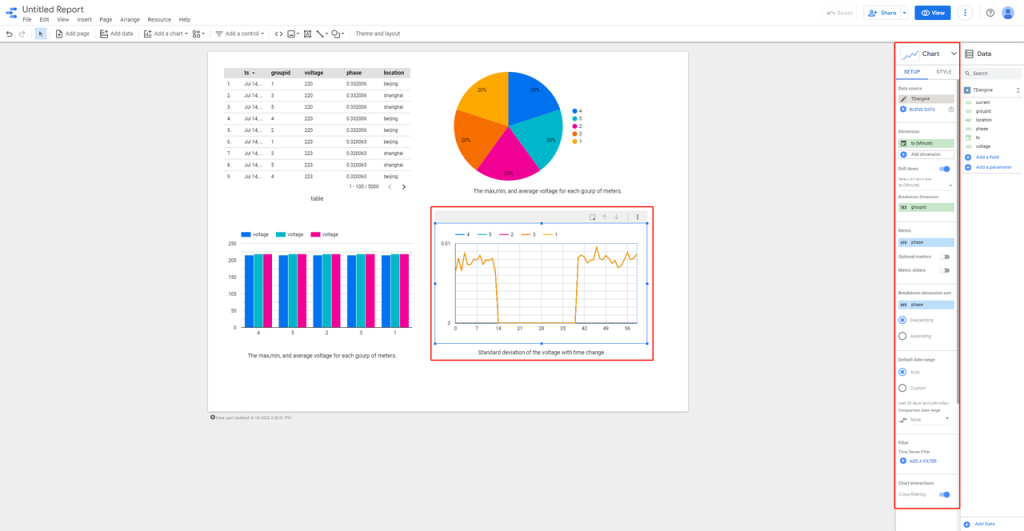 Untitled Report
File Edit View Insert Page Arrange Resource Help
Reset
Share
View
Add page
Add data
Add a chart
Add a control
Theme and layout
ts groupid voltage phase location
1. Jul 14, ... 1 220 0.332006 beijing
2. Jul 14, ... 3 220 0.332006 shanghai
3. Jul 14, ... 5 220 0.332006 shanghai
4. Jul 14, ... 4 220 0.332006 beijing
5. Jul 14, ... 2 220 0.332006 beijing
6. Jul 14, ... 1 223 0.320063 beijing
7. Jul 14, ... 3 223 0.320063 shanghai
8. Jul 14, ... 5 223 0.320063 shanghai
9. Jul 14, ... 4 223 0.320063 beijing
1 - 100 / 5000
table
20%
20%
20%
20%
20%
4
5
2
3
1
The max,min, and average voltage for each gourp of meters.
voltage voltage voltage
250
200
150
100
50
0
4 5 2 3 1
The max,min, and average voltage for each gourp of meters.
4 5 2 3 1
0.01
0
0 7 14 21 28 35 42 49 56
Standard deviation of the voltage with time change
Data Last Updated:
Chart
SETUP STYLE
Data source
TDengine
BLEND DATA
Dimension
ts (Minute)
Add dimension
Drill down
ts (Minute)
Breakdown Dimension
123 groupid
Metric
phase
Optional metrics
Metric sliders
Breakdown dimension sort
phase
Descending
Ascending
Default date range
Auto
Custom
Last 28 days (exclude today)
Comparison date range
None
Filter
Time Series Filter
ADD A FILTER
Chart interactions
Cross-filtering
Data
Search
TDengine
current
groupid
location
phase
ts
voltage
Add a field
Add a parameter
Add Data